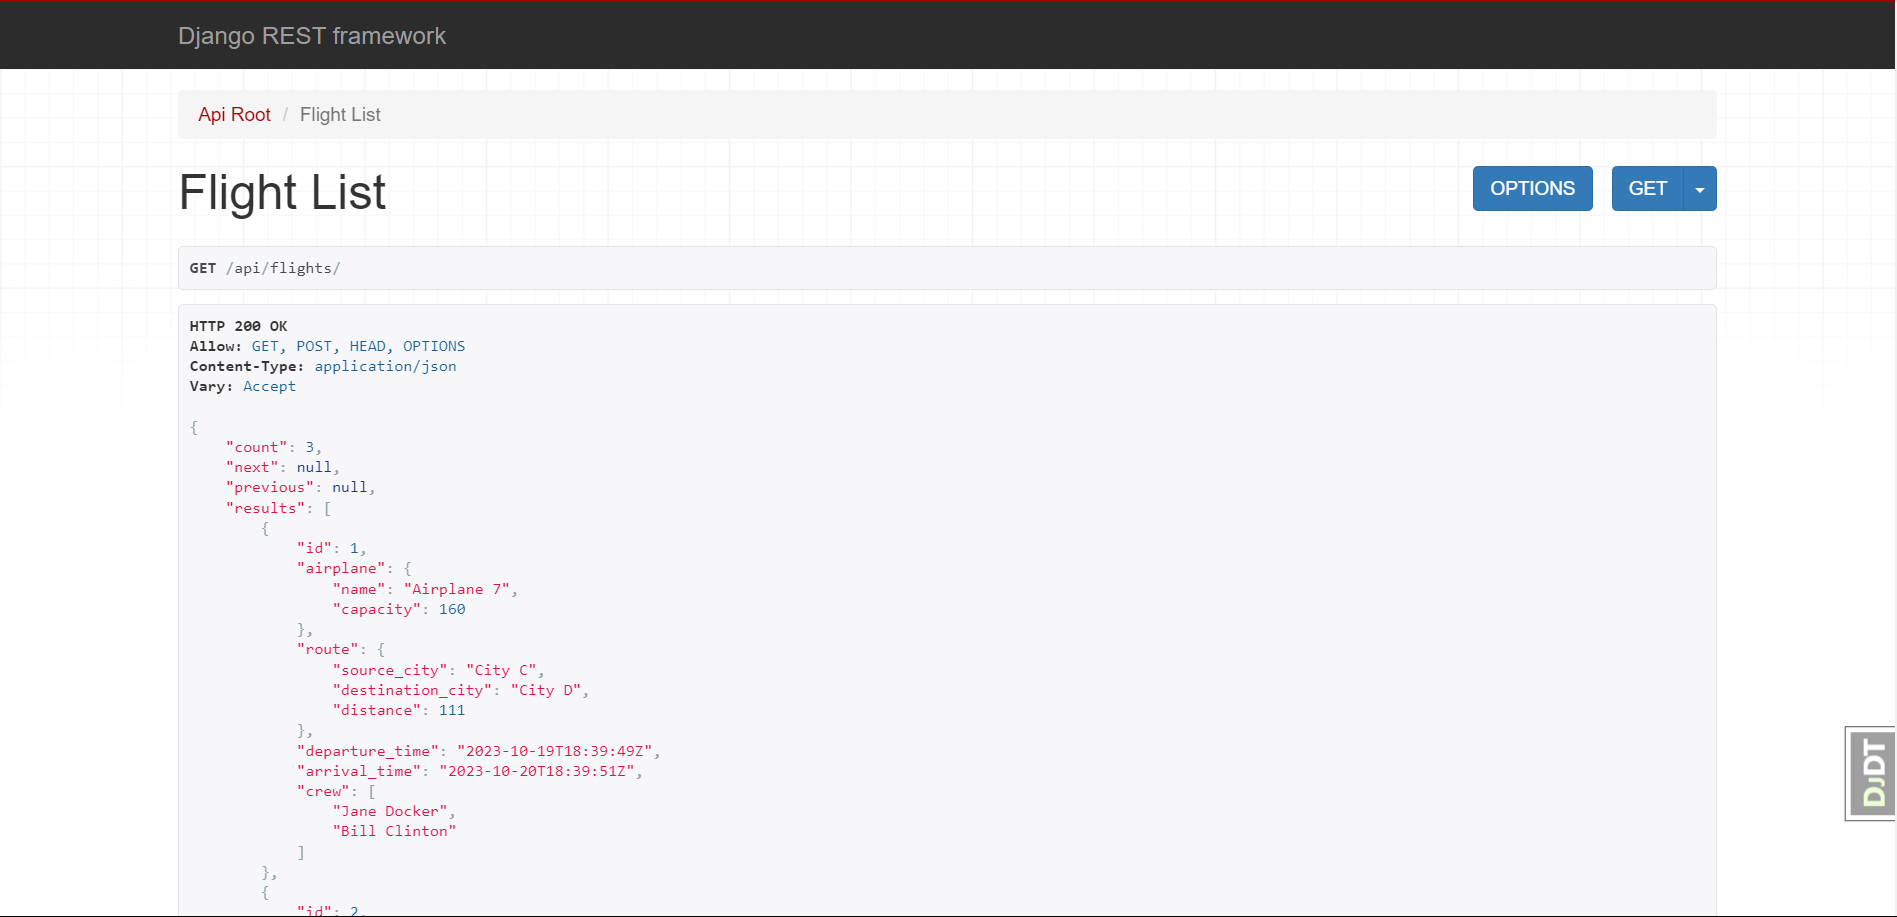 Django REST framework
Api Root / Flight List
Flight List
OPTIONS GET
GET /api/flights/
HTTP 200 OK
Allow: GET, POST, HEAD, OPTIONS
Content-Type: application/json
Vary: Accept
{
    "count": 3,
    "next": null,
    "previous": null,
    "results": [
        {
            "id": 1,
            "airplane": {
                "name": "Airplane 7",
                "capacity": 160
            },
            "route": {
                "source_city": "City C",
                "destination_city": "City D",
                "distance": 111
            },
            "departure_time": "2023-10-19T18:39:49Z",
            "arrival_time": "2023-10-20T18:39:51Z",
            "crew": [
                "Jane Docker",
                "Bill Clinton"
            ]
        },
        {
            "id": 2,
DJDT